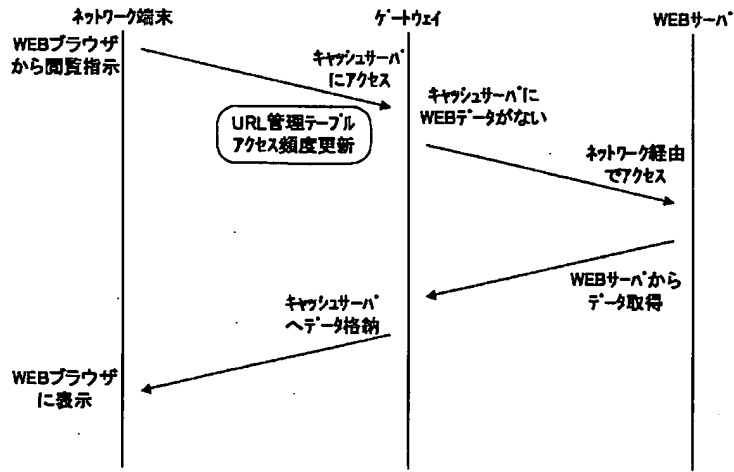 ネットワーク端末
ゲートウェイ
WEBサーバ
WEBブラウザ
から閲覧指示
キャッシュサーバ
にアクセス
URL管理テーブル
アクセス頻度更新
キャッシュサーバに
WEBデータがない
ネットワーク経由
でアクセス
WEBサーバから
データ取得
キャッシュサーバ
へデータ格納
WEBブラウザ
に表示